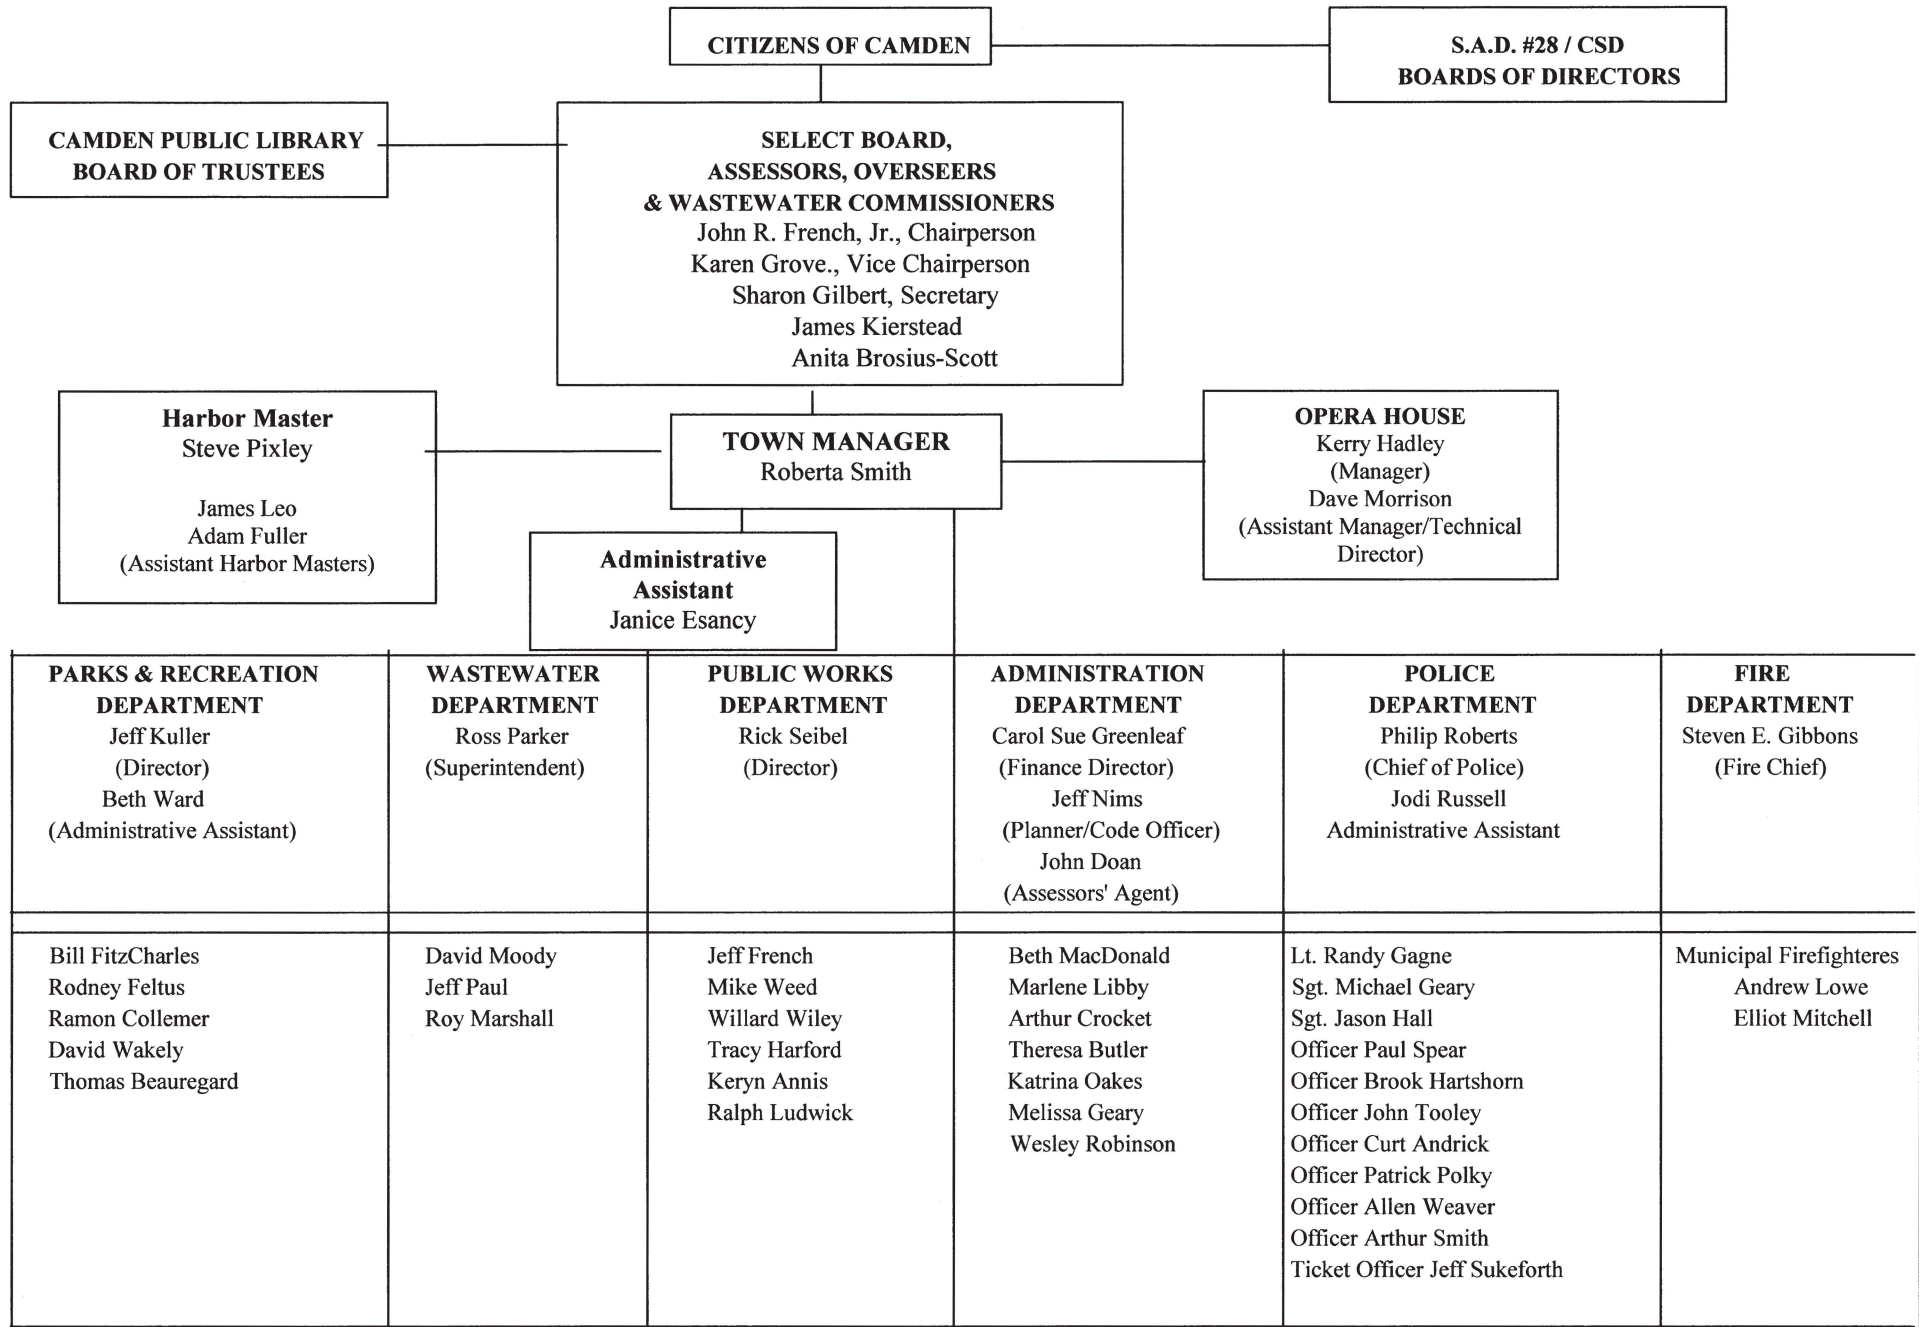 CITIZENS OF CAMDEN
S.A.D. #28 / CSD
BOARDS OF DIRECTORS
CAMDEN PUBLIC LIBRARY
BOARD OF TRUSTEES
SELECT BOARD,
ASSESSORS, OVERSEERS
& WASTEWATER COMMISSIONERS
John R. French, Jr., Chairperson
Karen Grove., Vice Chairperson
Sharon Gilbert, Secretary
James Kierstead
Anita Brosius-Scott
Harbor Master
Steve Pixley
James Leo
Adam Fuller
(Assistant Harbor Masters)
TOWN MANAGER
Roberta Smith
OPERA HOUSE
Kerry Hadley
(Manager)
Dave Morrison
(Assistant Manager/Technical
Director)
Administrative
Assistant
Janice Esancy
PARKS & RECREATION
DEPARTMENT
Jeff Kuller
(Director)
Beth Ward
(Administrative Assistant)
WASTEWATER
DEPARTMENT
Ross Parker
(Superintendent)
PUBLIC WORKS
DEPARTMENT
Rick Seibel
(Director)
ADMINISTRATION
DEPARTMENT
Carol Sue Greenleaf
(Finance Director)
Jeff Nims
(Planner/Code Officer)
John Doan
(Assessors' Agent)
POLICE
DEPARTMENT
Philip Roberts
(Chief of Police)
Jodi Russell
Administrative Assistant
FIRE
DEPARTMENT
Steven E. Gibbons
(Fire Chief)
Bill FitzCharles
Rodney Feltus
Ramon Collemer
David Wakely
Thomas Beauregard
David Moody
Jeff Paul
Roy Marshall
Jeff French
Mike Weed
Willard Wiley
Tracy Harford
Keryn Annis
Ralph Ludwick
Beth MacDonald
Marlene Libby
Arthur Crocket
Theresa Butler
Katrina Oakes
Melissa Geary
Wesley Robinson
Lt. Randy Gagne
Sgt. Michael Geary
Sgt. Jason Hall
Officer Paul Spear
Officer Brook Hartshorn
Officer John Tooley
Officer Curt Andrick
Officer Patrick Polky
Officer Allen Weaver
Officer Arthur Smith
Ticket Officer Jeff Sukeforth
Municipal Firefighteres
Andrew Lowe
Elliot Mitchell